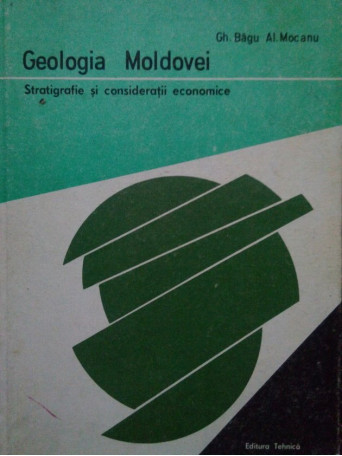 Gh. Bâgu Al. Mocanu
Geologia Moldovei
Stratigrafie și considerații economice
Editura Tehnică